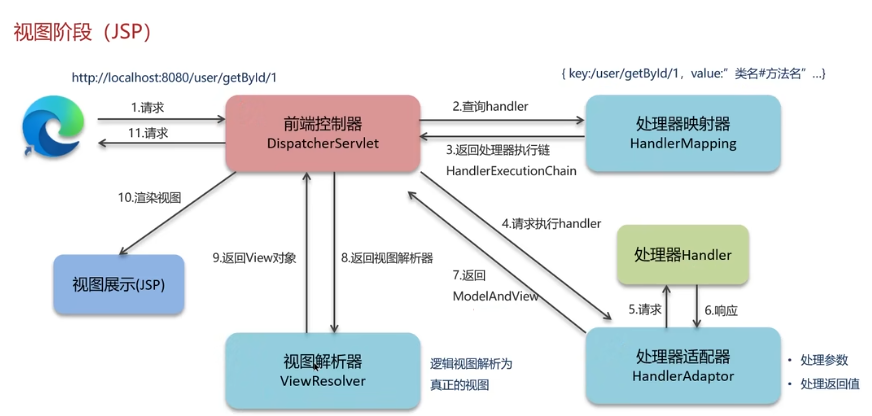 视图阶段（JSP）
http://localhost:8080/user/getById/1
{ key:/user/getById/1，value:”类名#方法名”...}
1.请求
11.请求
前端控制器
DispatcherServlet
2.查询handler
3.返回处理器执行链
HandlerExecutionChain
处理器映射器
HandlerMapping
10.渲染视图
9.返回View对象
8.返回视图解析器
4.请求执行handler
7.返回
ModelAndView
处理器Handler
5.请求
6.响应
视图展示(JSP)
视图解析器
ViewResolver
逻辑视图解析为
真正的视图
处理器适配器
HandlerAdaptor
• 处理参数
• 处理返回值